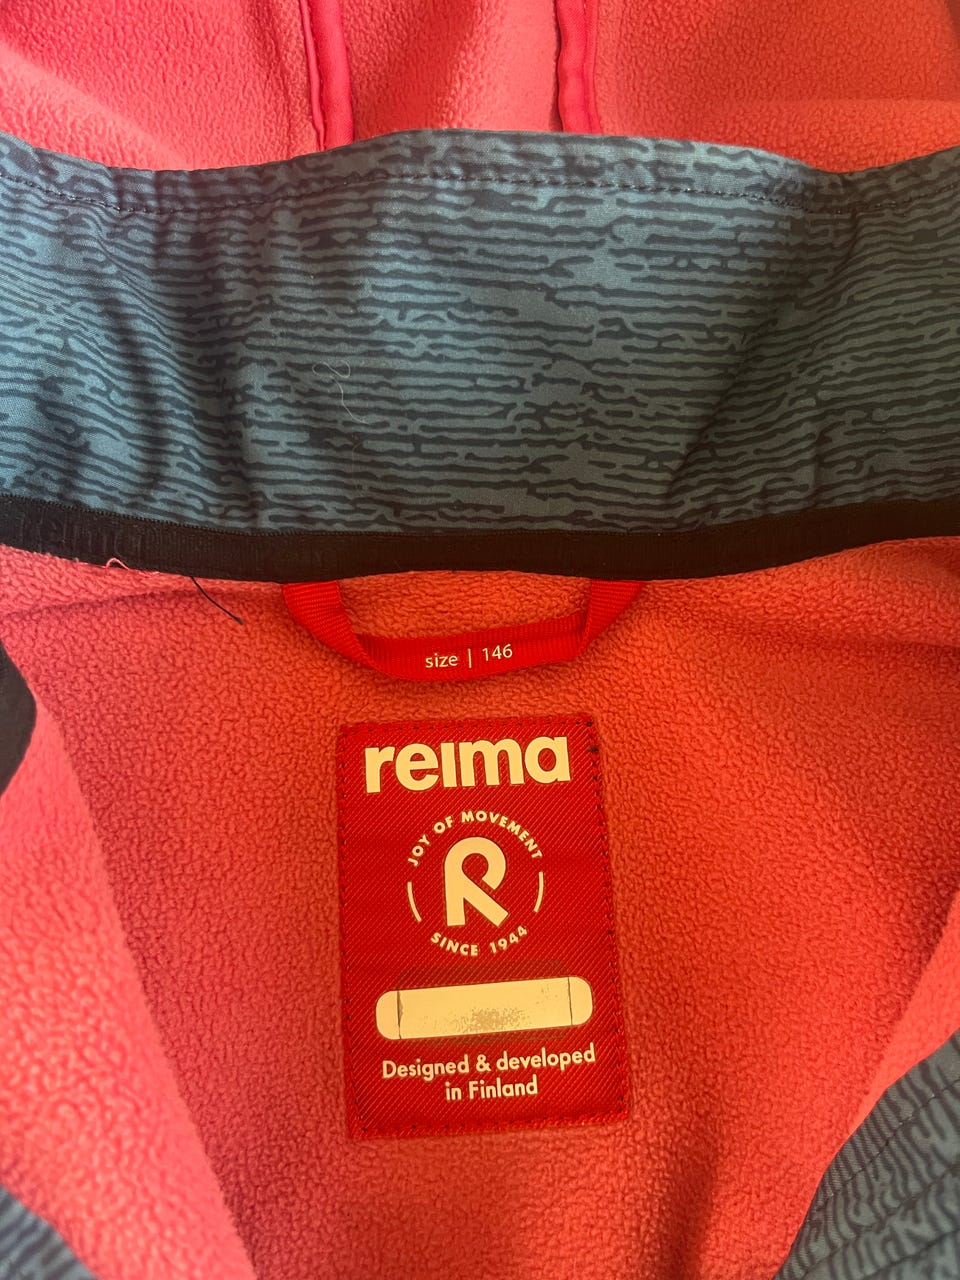 size | 146
reima
JOY OF MOVEMENT
R
SINCE 1944
Designed & developed
in Finland